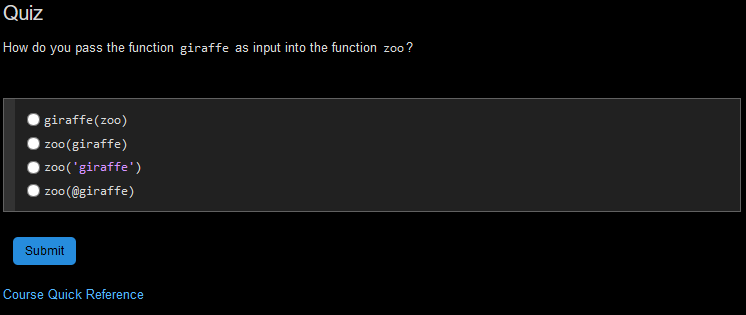 Quiz
How do you pass the function giraffe as input into the function zoo?
giraffe(zoo)
zoo(giraffe)
zoo('giraffe')
zoo(@giraffe)
Submit
Course Quick Reference